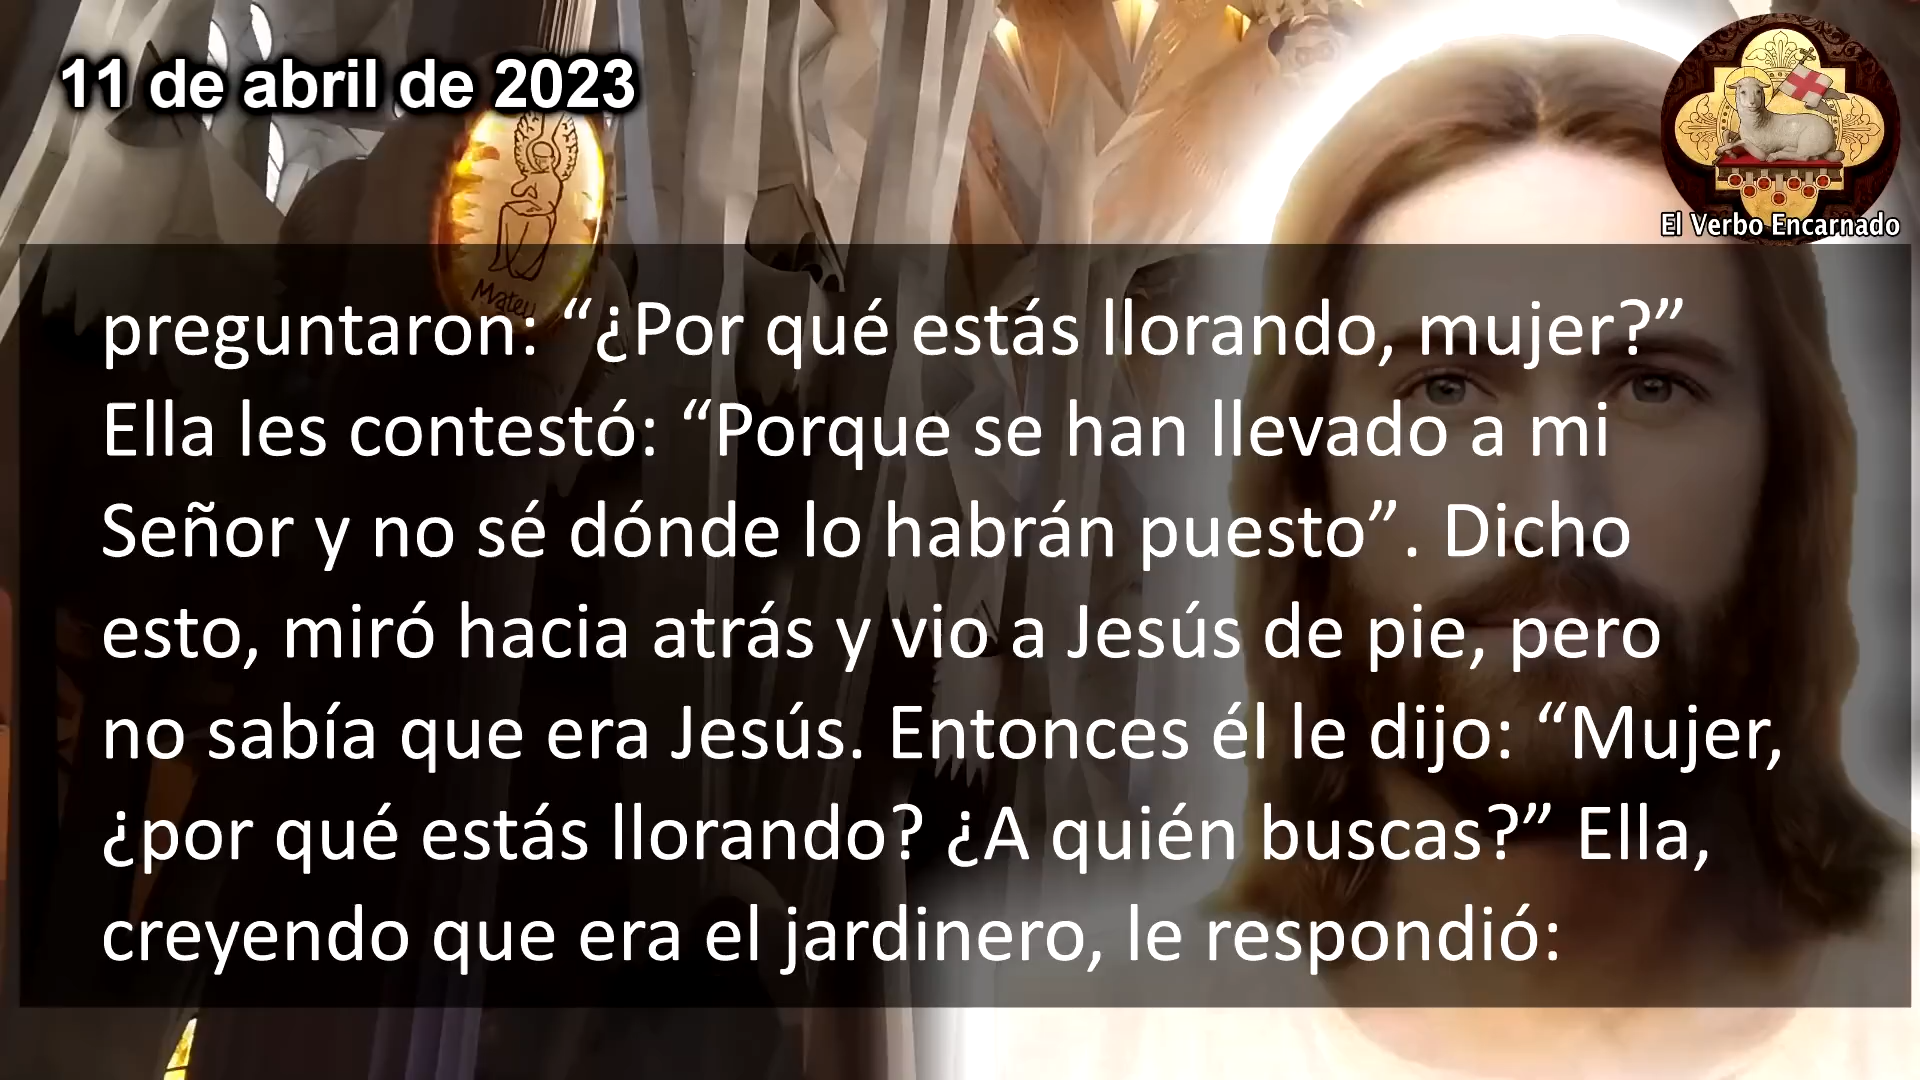 11 de abril de 2023
El Verbo Encarnado
Mateu
preguntaron: “¿Por qué estás llorando, mujer?”
Ella les contestó: “Porque se han llevado a mi
Señor y no sé dónde lo habrán puesto”. Dicho
esto, miró hacia atrás y vio a Jesús de pie, pero
no sabía que era Jesús. Entonces él le dijo: “Mujer,
¿por qué estás llorando? ¿A quién buscas?” Ella,
creyendo que era el jardinero, le respondió: